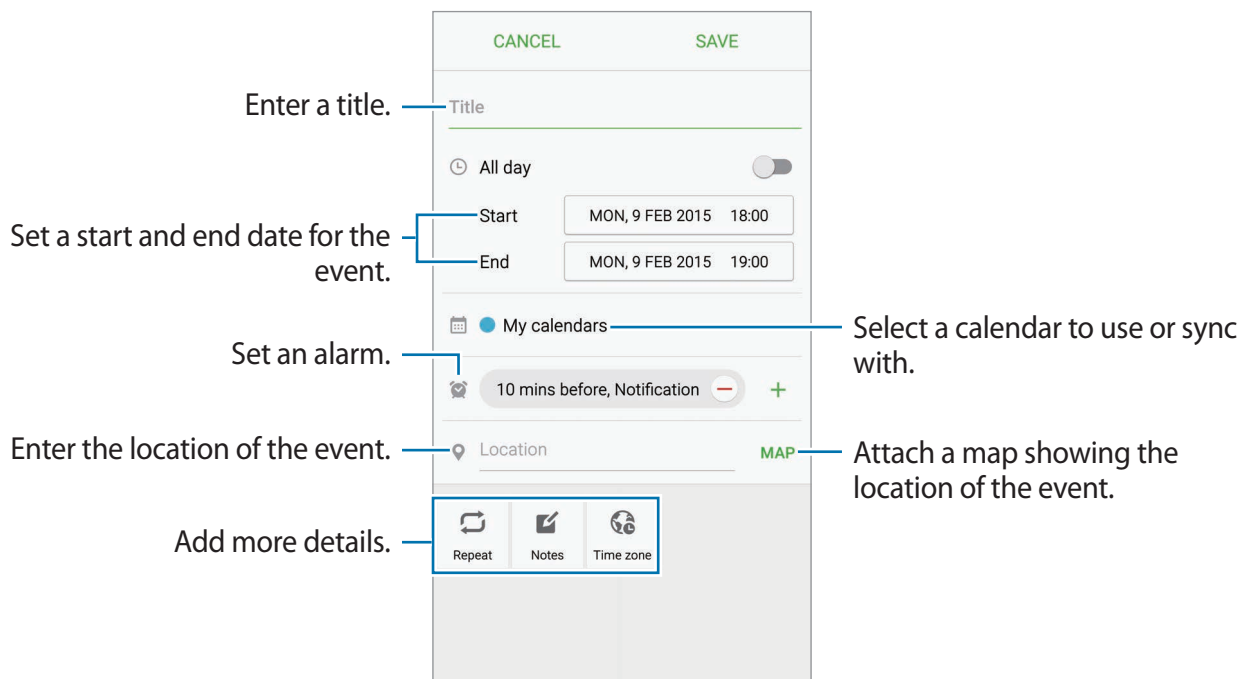 CANCEL SAVE
Enter a title.
Title
All day
Start MON, 9 FEB 2015 18:00
Set a start and end date for the
event.
End MON, 9 FEB 2015 19:00
My calendars
Select a calendar to use or sync
with.
Set an alarm.
10 mins before, Notification
Enter the location of the event.
Location MAP
Attach a map showing the
location of the event.
Add more details.
Repeat Notes Time zone